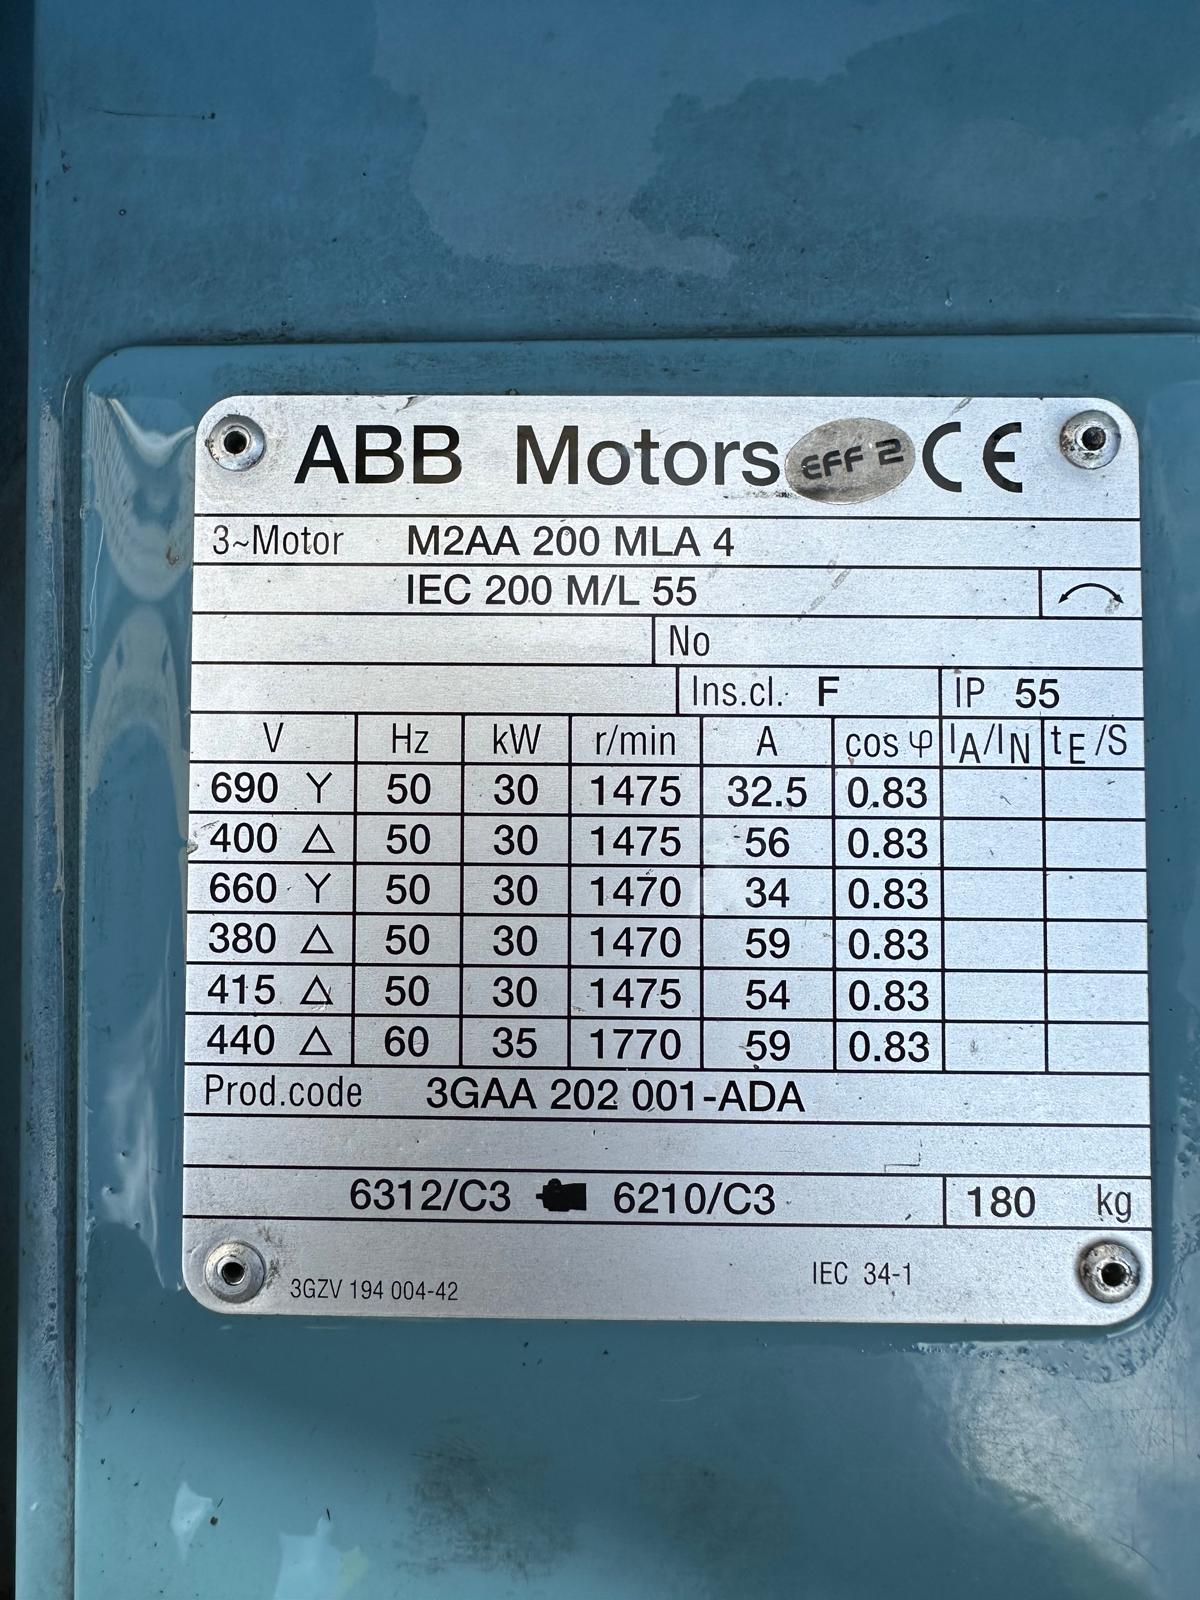 ABB Motors EFF 2 CE
3~Motor M2AA 200 MLA 4
IEC 200 M/L 55
No
Ins.cl. F IP 55
V Hz kW r/min A cos φ IA/IN tE/S
690 Y 50 30 1475 32.5 0.83
400 △ 50 30 1475 56 0.83
660 Y 50 30 1470 34 0.83
380 △ 50 30 1470 59 0.83
415 △ 50 30 1475 54 0.83
440 △ 60 35 1770 59 0.83
Prod.code 3GAA 202 001-ADA
6312/C3 6210/C3 180 kg
3GZV 194 004-42 IEC 34-1